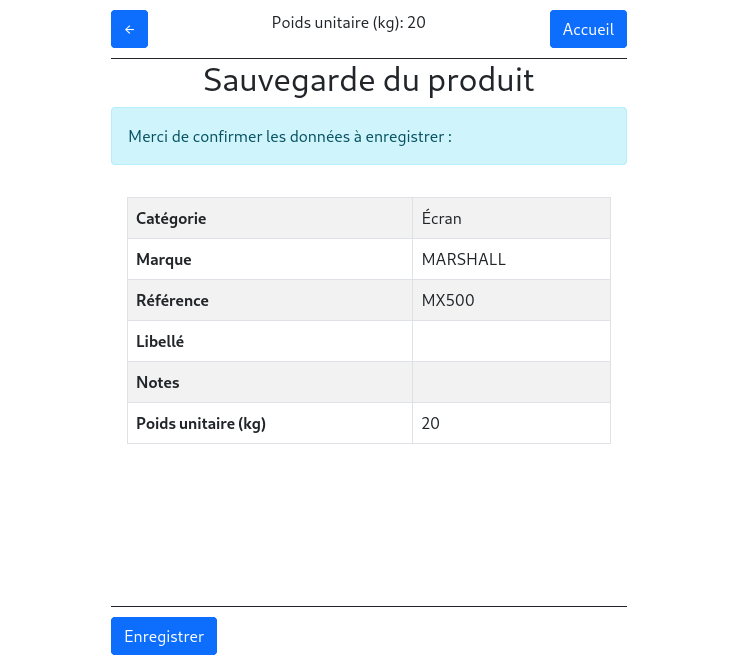 ←
Poids unitaire (kg): 20
Accueil
Sauvegarde du produit
Merci de confirmer les données à enregistrer :
Catégorie Écran
Marque MARSHALL
Référence MX500
Libellé
Notes
Poids unitaire (kg) 20
Enregistrer